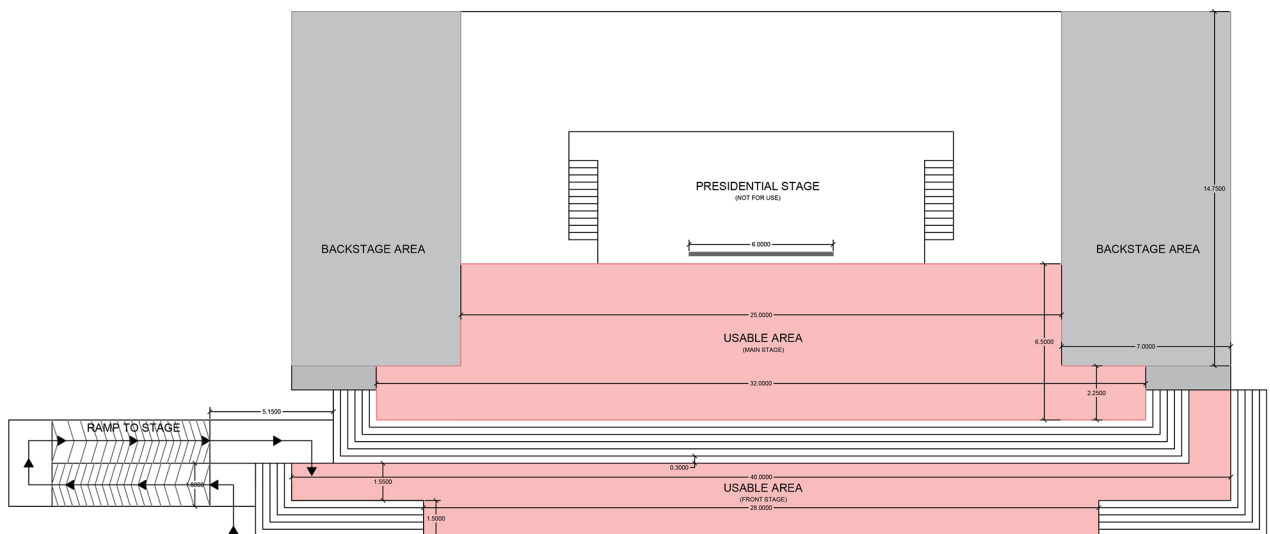 14.7500
PRESIDENTIAL STAGE
(NOT FOR USE)
6.0000
BACKSTAGE AREA
BACKSTAGE AREA
25.0000
USABLE AREA
(MAIN STAGE)
6.5000
7.0000
32.0000
2.2500
5.1500
RAMP TO STAGE
0.3000
40.0000
1.5500
USABLE AREA
(FRONT STAGE)
28.0000
1.5000